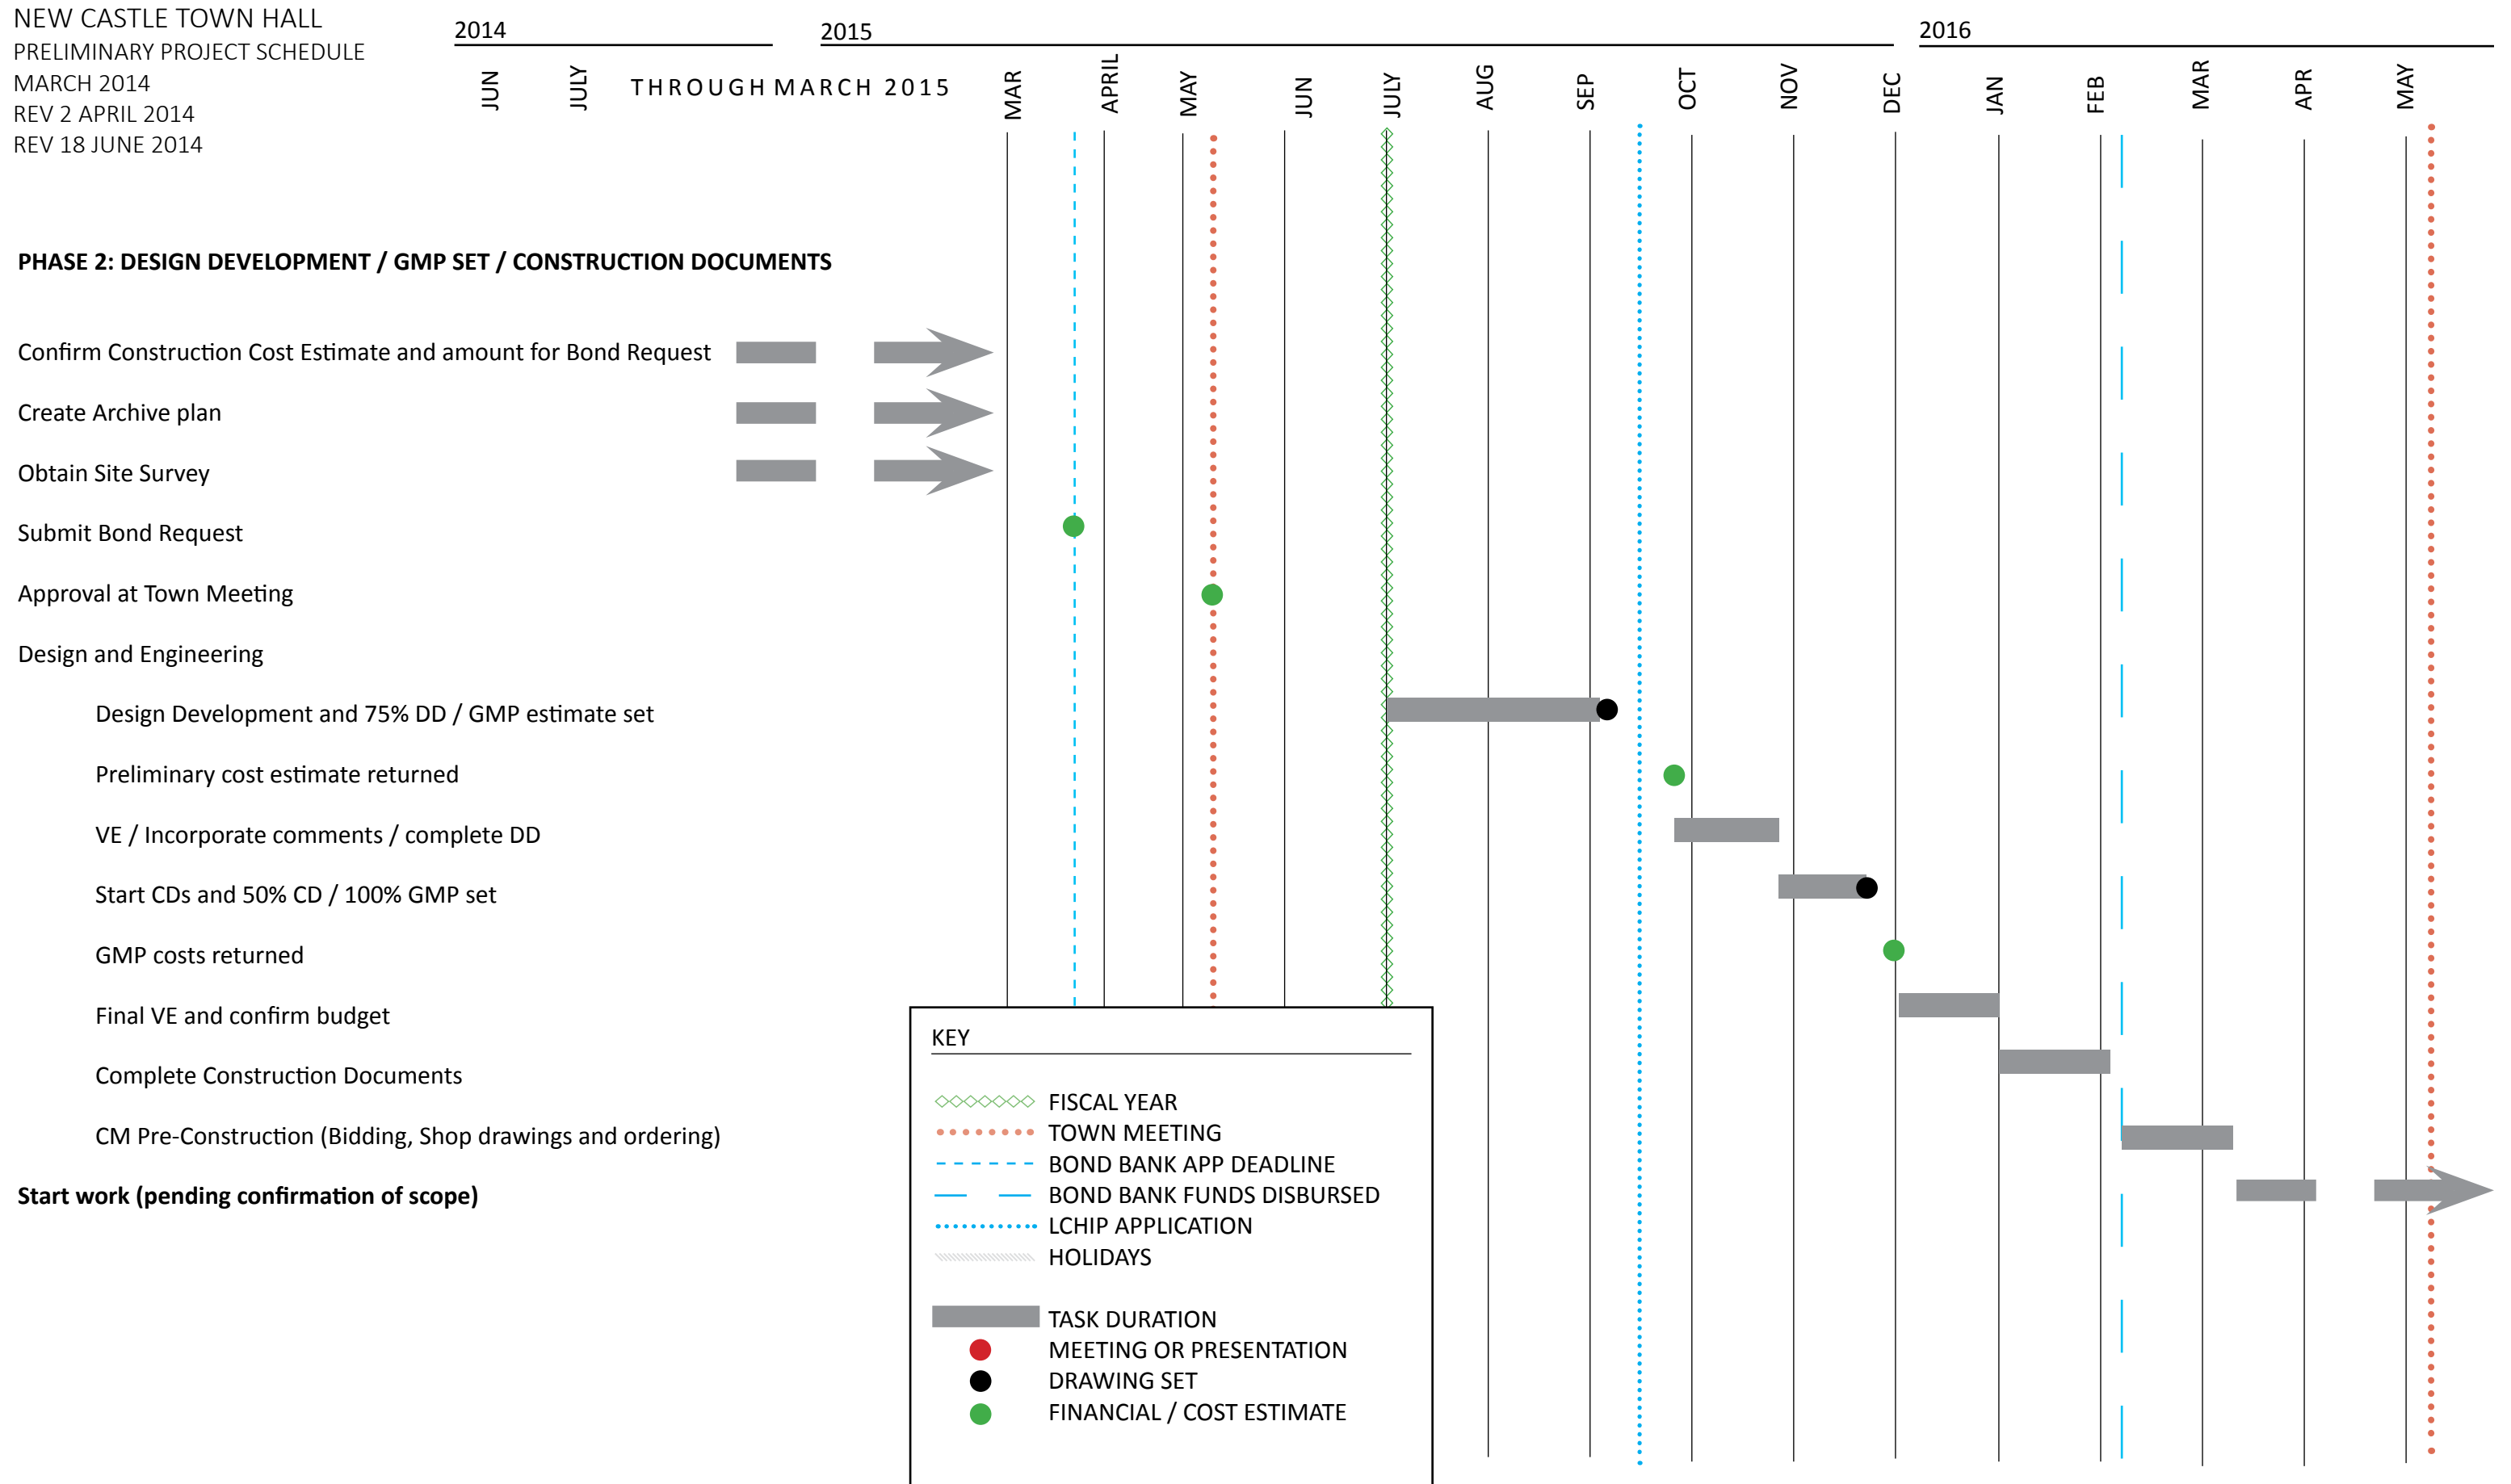 NEW CASTLE TOWN HALL
PRELIMINARY PROJECT SCHEDULE
MARCH 2014
REV 2 APRIL 2014
REV 18 JUNE 2014
2014
2015
2016
JUN
JULY
THROUGH MARCH 2015
MAR
APRIL
MAY
JUN
JULY
AUG
SEP
OCT
NOV
DEC
JAN
FEB
MAR
APR
MAY
PHASE 2: DESIGN DEVELOPMENT / GMP SET / CONSTRUCTION DOCUMENTS
Confirm Construction Cost Estimate and amount for Bond Request
Create Archive plan
Obtain Site Survey
Submit Bond Request
Approval at Town Meeting
Design and Engineering
Design Development and 75% DD / GMP estimate set
Preliminary cost estimate returned
VE / Incorporate comments / complete DD
Start CDs and 50% CD / 100% GMP set
GMP costs returned
Final VE and confirm budget
Complete Construction Documents
CM Pre-Construction (Bidding, Shop drawings and ordering)
Start work (pending confirmation of scope)
KEY
FISCAL YEAR
TOWN MEETING
BOND BANK APP DEADLINE
BOND BANK FUNDS DISBURSED
LCHIP APPLICATION
HOLIDAYS
TASK DURATION
MEETING OR PRESENTATION
DRAWING SET
FINANCIAL / COST ESTIMATE